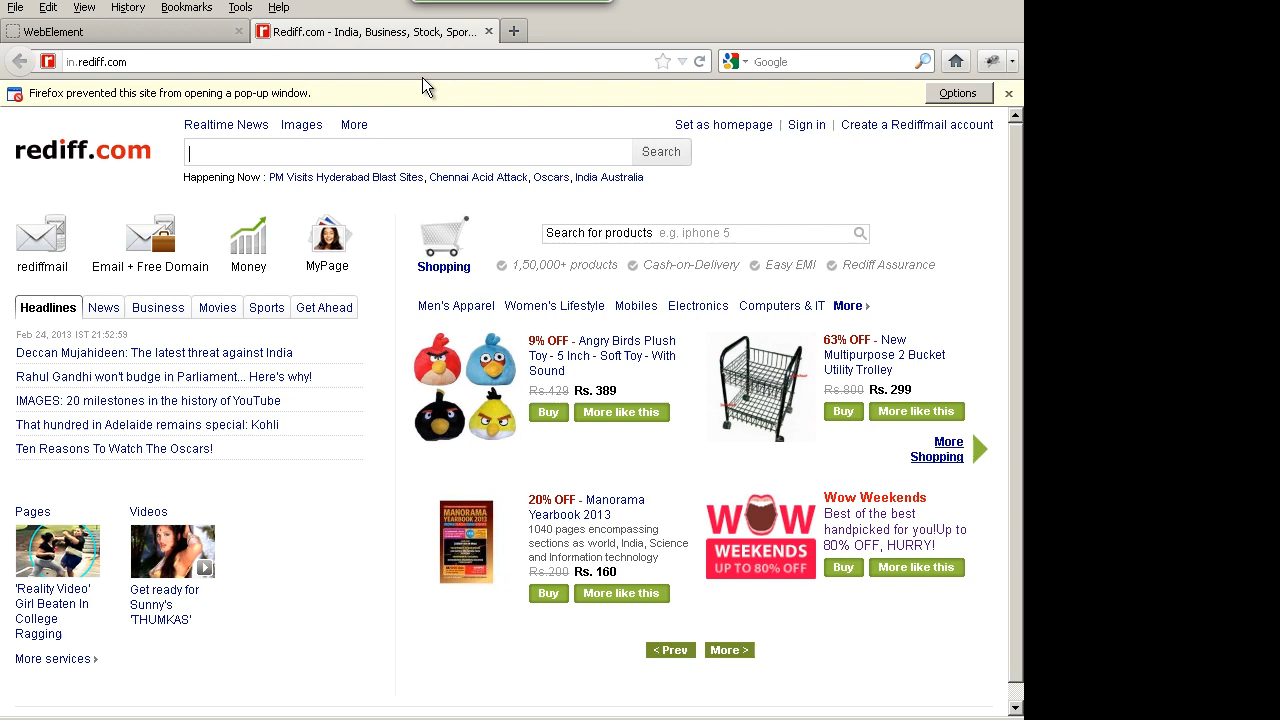 File Edit View History Bookmarks Tools Help
WebElement
Rediff.com - India, Business, Stock, Spor...
in.rediff.com
Google
Firefox prevented this site from opening a pop-up window.
Options
Realtime News Images More
Set as homepage | Sign in | Create a Rediffmail account
rediff.com
Search
Happening Now : PM Visits Hyderabad Blast Sites, Chennai Acid Attack, Oscars, India Australia
rediffmail
Email + Free Domain
Money
MyPage
Shopping
Search for products e.g. iphone 5
1,50,000+ products Cash-on-Delivery Easy EMI Rediff Assurance
Headlines News Business Movies Sports Get Ahead
Feb 24, 2013 IST 21:52:59
Deccan Mujahideen: The latest threat against India
Rahul Gandhi won't budge in Parliament... Here's why!
IMAGES: 20 milestones in the history of YouTube
That hundred in Adelaide remains special: Kohli
Ten Reasons To Watch The Oscars!
Men's Apparel Women's Lifestyle Mobiles Electronics Computers & IT More
9% OFF - Angry Birds Plush
Toy - 5 Inch - Soft Toy - With
Sound
Rs.429 Rs. 389
Buy More like this
63% OFF - New
Multipurpose 2 Bucket
Utility Trolley
Rs.800 Rs. 299
Buy More like this
More
Shopping
MANORAMA
YEARBOOK 2013
20% OFF - Manorama
Yearbook 2013
1040 pages encompassing
sections as world, India, Science
and Information technology
Rs.200 Rs. 160
Buy More like this
WOW
WEEKENDS
UP TO 80% OFF
Wow Weekends
Best of the best,
handpicked for you!Up to
80% OFF, HURRY!
Buy More like this
Pages
'Reality Video'
Girl Beaten In
College
Ragging
Videos
Get ready for
Sunny's
'THUMKAS'
More services
< Prev More >